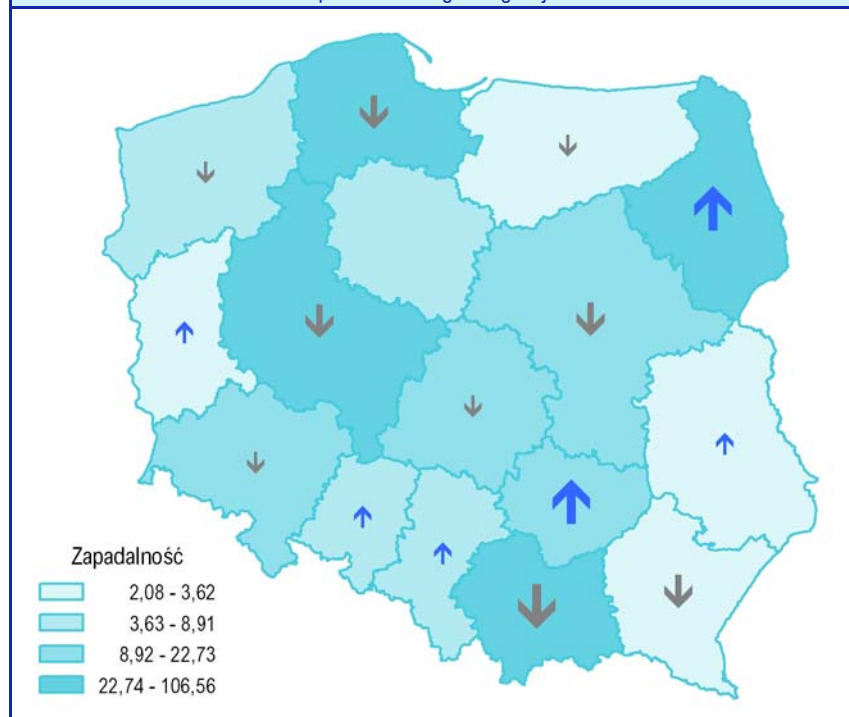 Zapadalność
2,08 - 3,62
3,63 - 8,91
8,92 - 22,73
22,74 - 106,56